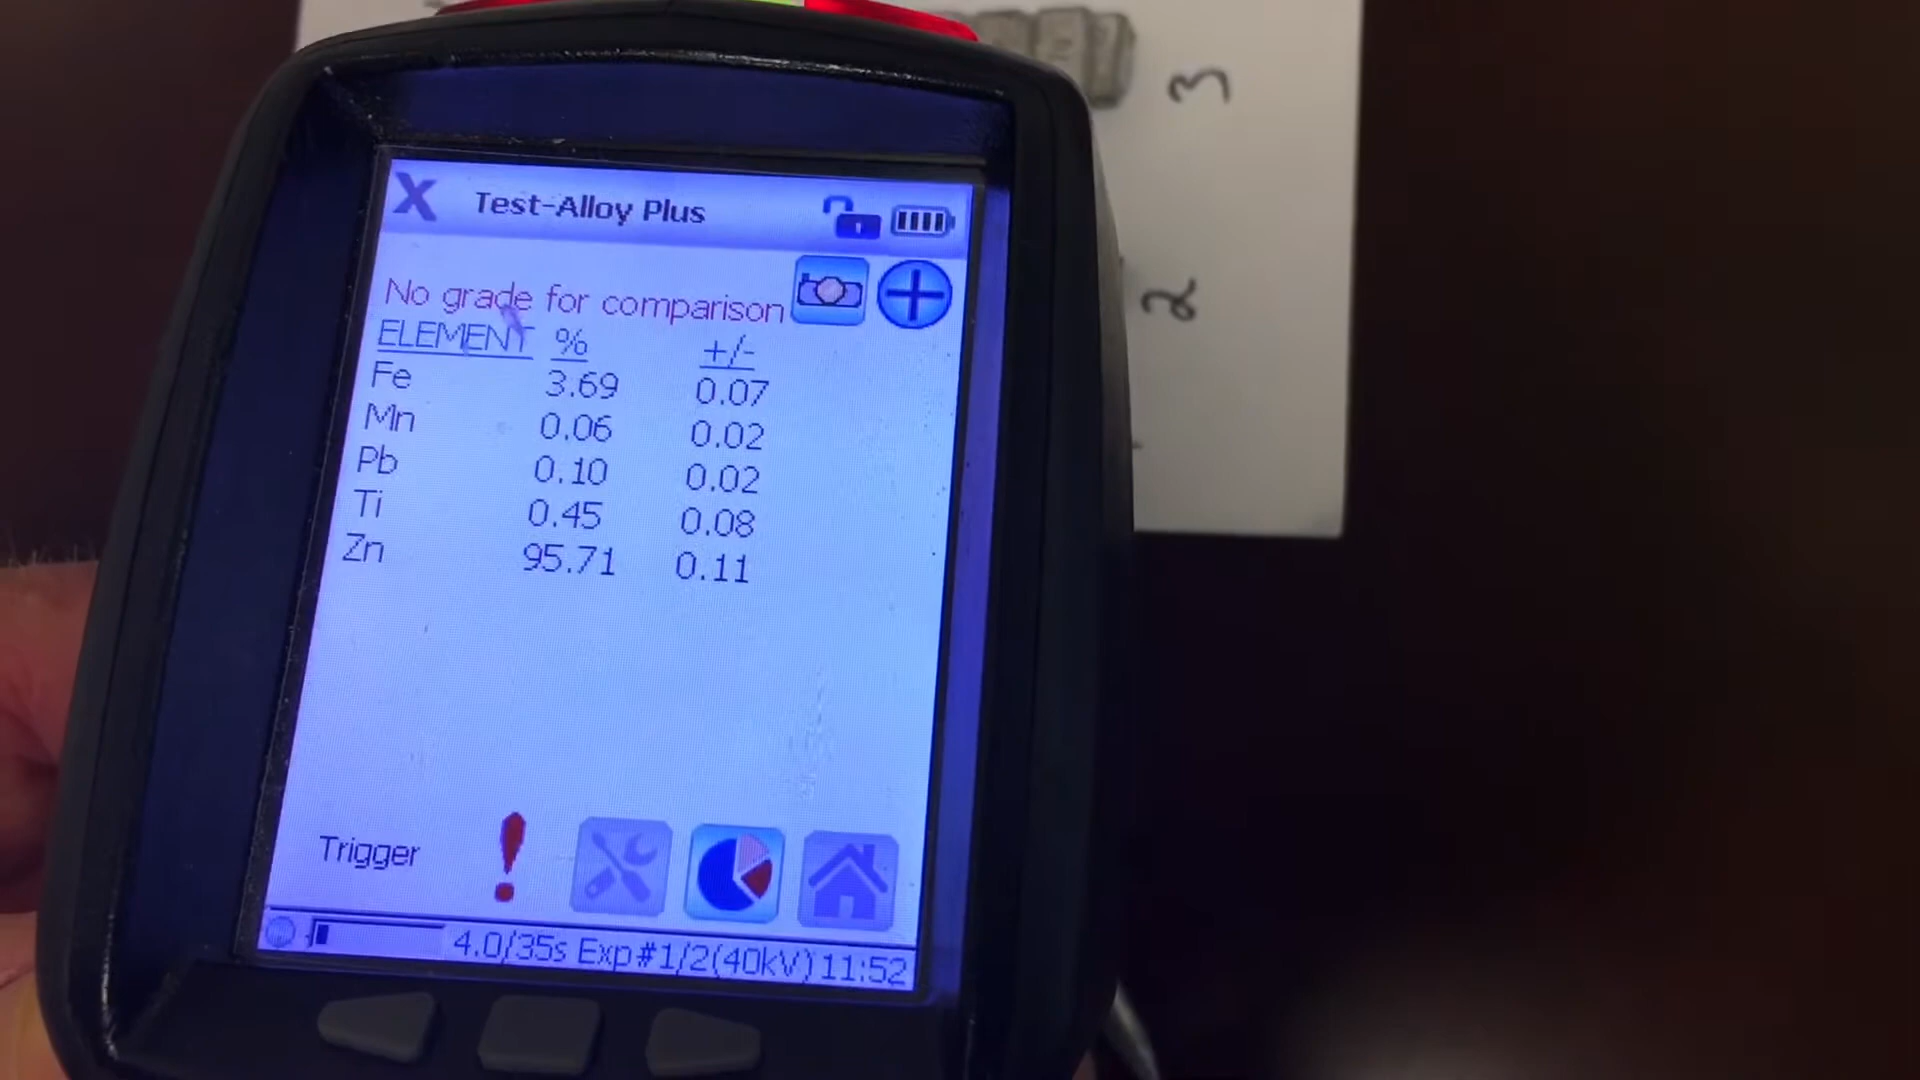 3
X Test-Alloy Plus
No grade for comparison
2
ELEMENT % +/-
Fe 3.69 0.07
Mn 0.06 0.02
Pb 0.10 0.02
Ti 0.45 0.08
Zn 95.71 0.11
Trigger
4.0/35s Exp#1/2(40kV) 11:52